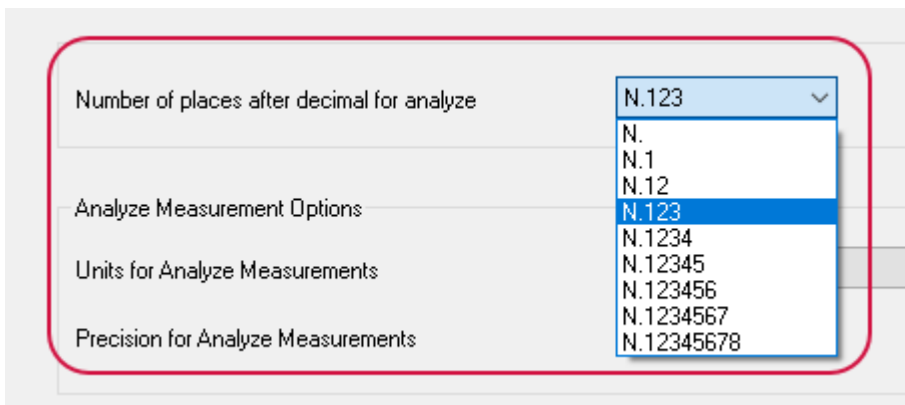 Number of places after decimal for analyze
N.123
N.
N.1
N.12
N.123
N.1234
N.12345
N.123456
N.1234567
N.12345678
Analyze Measurement Options
Units for Analyze Measurements
Precision for Analyze Measurements